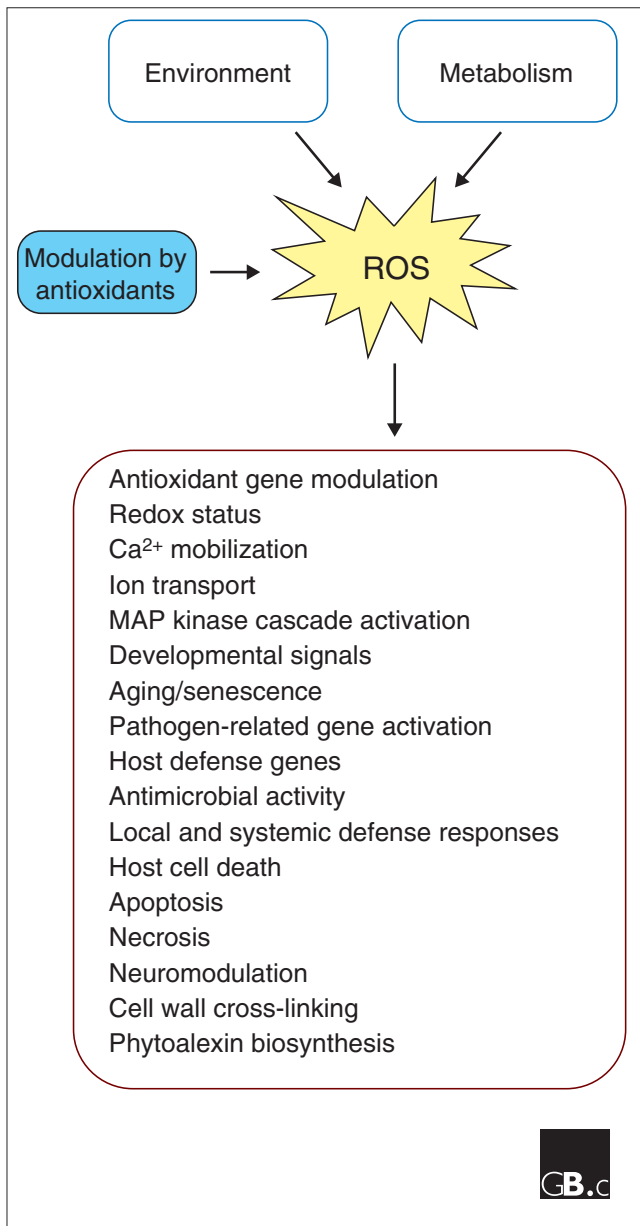 Environment
Metabolism
Modulation by
antioxidants
ROS
Antioxidant gene modulation
Redox status
Ca²⁺ mobilization
Ion transport
MAP kinase cascade activation
Developmental signals
Aging/senescence
Pathogen-related gene activation
Host defense genes
Antimicrobial activity
Local and systemic defense responses
Host cell death
Apoptosis
Necrosis
Neuromodulation
Cell wall cross-linking
Phytoalexin biosynthesis
GB.c